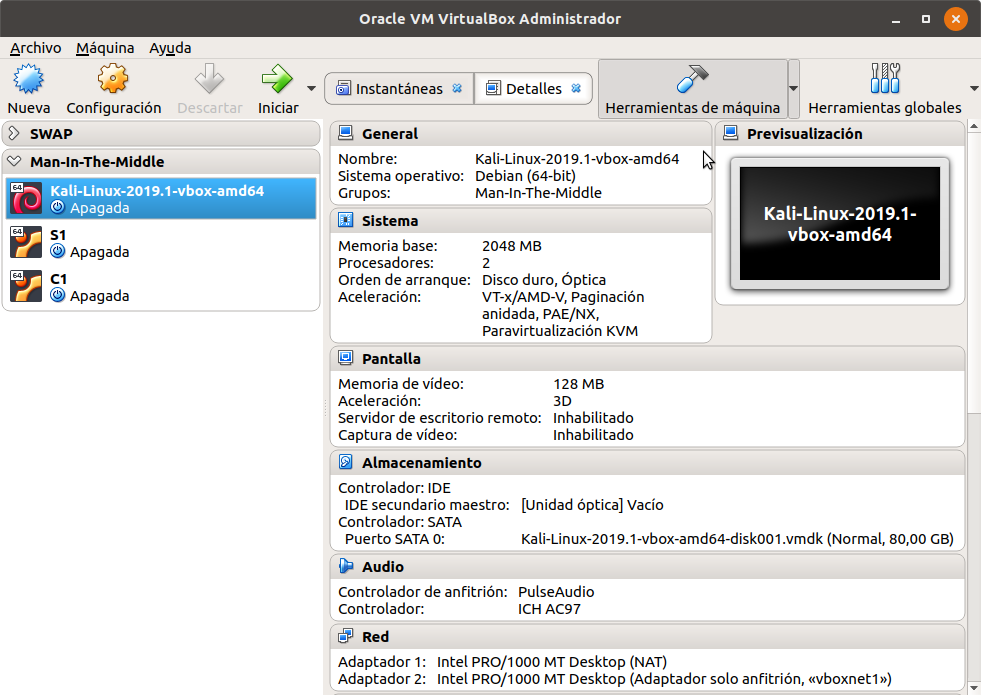 Oracle VM VirtualBox Administrador
Archivo Máquina Ayuda
Nueva Configuración Descartar Iniciar Instantáneas Detalles Herramientas de máquina Herramientas globales
SWAP
Man-In-The-Middle
64 Kali-Linux-2019.1-vbox-amd64
Apagada
64 S1
Apagada
64 C1
Apagada
General
Nombre: Kali-Linux-2019.1-vbox-amd64
Sistema operativo: Debian (64-bit)
Grupos: Man-In-The-Middle
Previsualización
Kali-Linux-2019.1-
vbox-amd64
Sistema
Memoria base: 2048 MB
Procesadores: 2
Orden de arranque: Disco duro, Óptica
Aceleración: VT-x/AMD-V, Paginación
anidada, PAE/NX,
Paravirtualización KVM
Pantalla
Memoria de vídeo: 128 MB
Aceleración: 3D
Servidor de escritorio remoto: Inhabilitado
Captura de vídeo: Inhabilitado
Almacenamiento
Controlador: IDE
IDE secundario maestro: [Unidad óptica] Vacío
Controlador: SATA
Puerto SATA 0: Kali-Linux-2019.1-vbox-amd64-disk001.vmdk (Normal, 80,00 GB)
Audio
Controlador de anfitrión: PulseAudio
Controlador: ICH AC97
Red
Adaptador 1: Intel PRO/1000 MT Desktop (NAT)
Adaptador 2: Intel PRO/1000 MT Desktop (Adaptador solo anfitrión, «vboxnet1»)